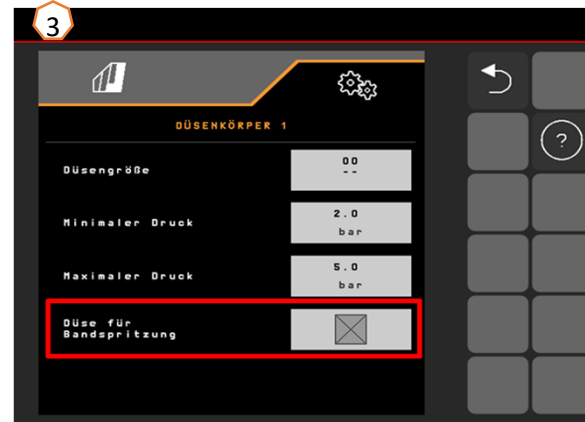 3
DÜSENKÖRPER 1
Düsengröße
00
--
Minimaler Druck
2.0
bar
Maximaler Druck
5.0
bar
Düse für
Bandspritzung
?